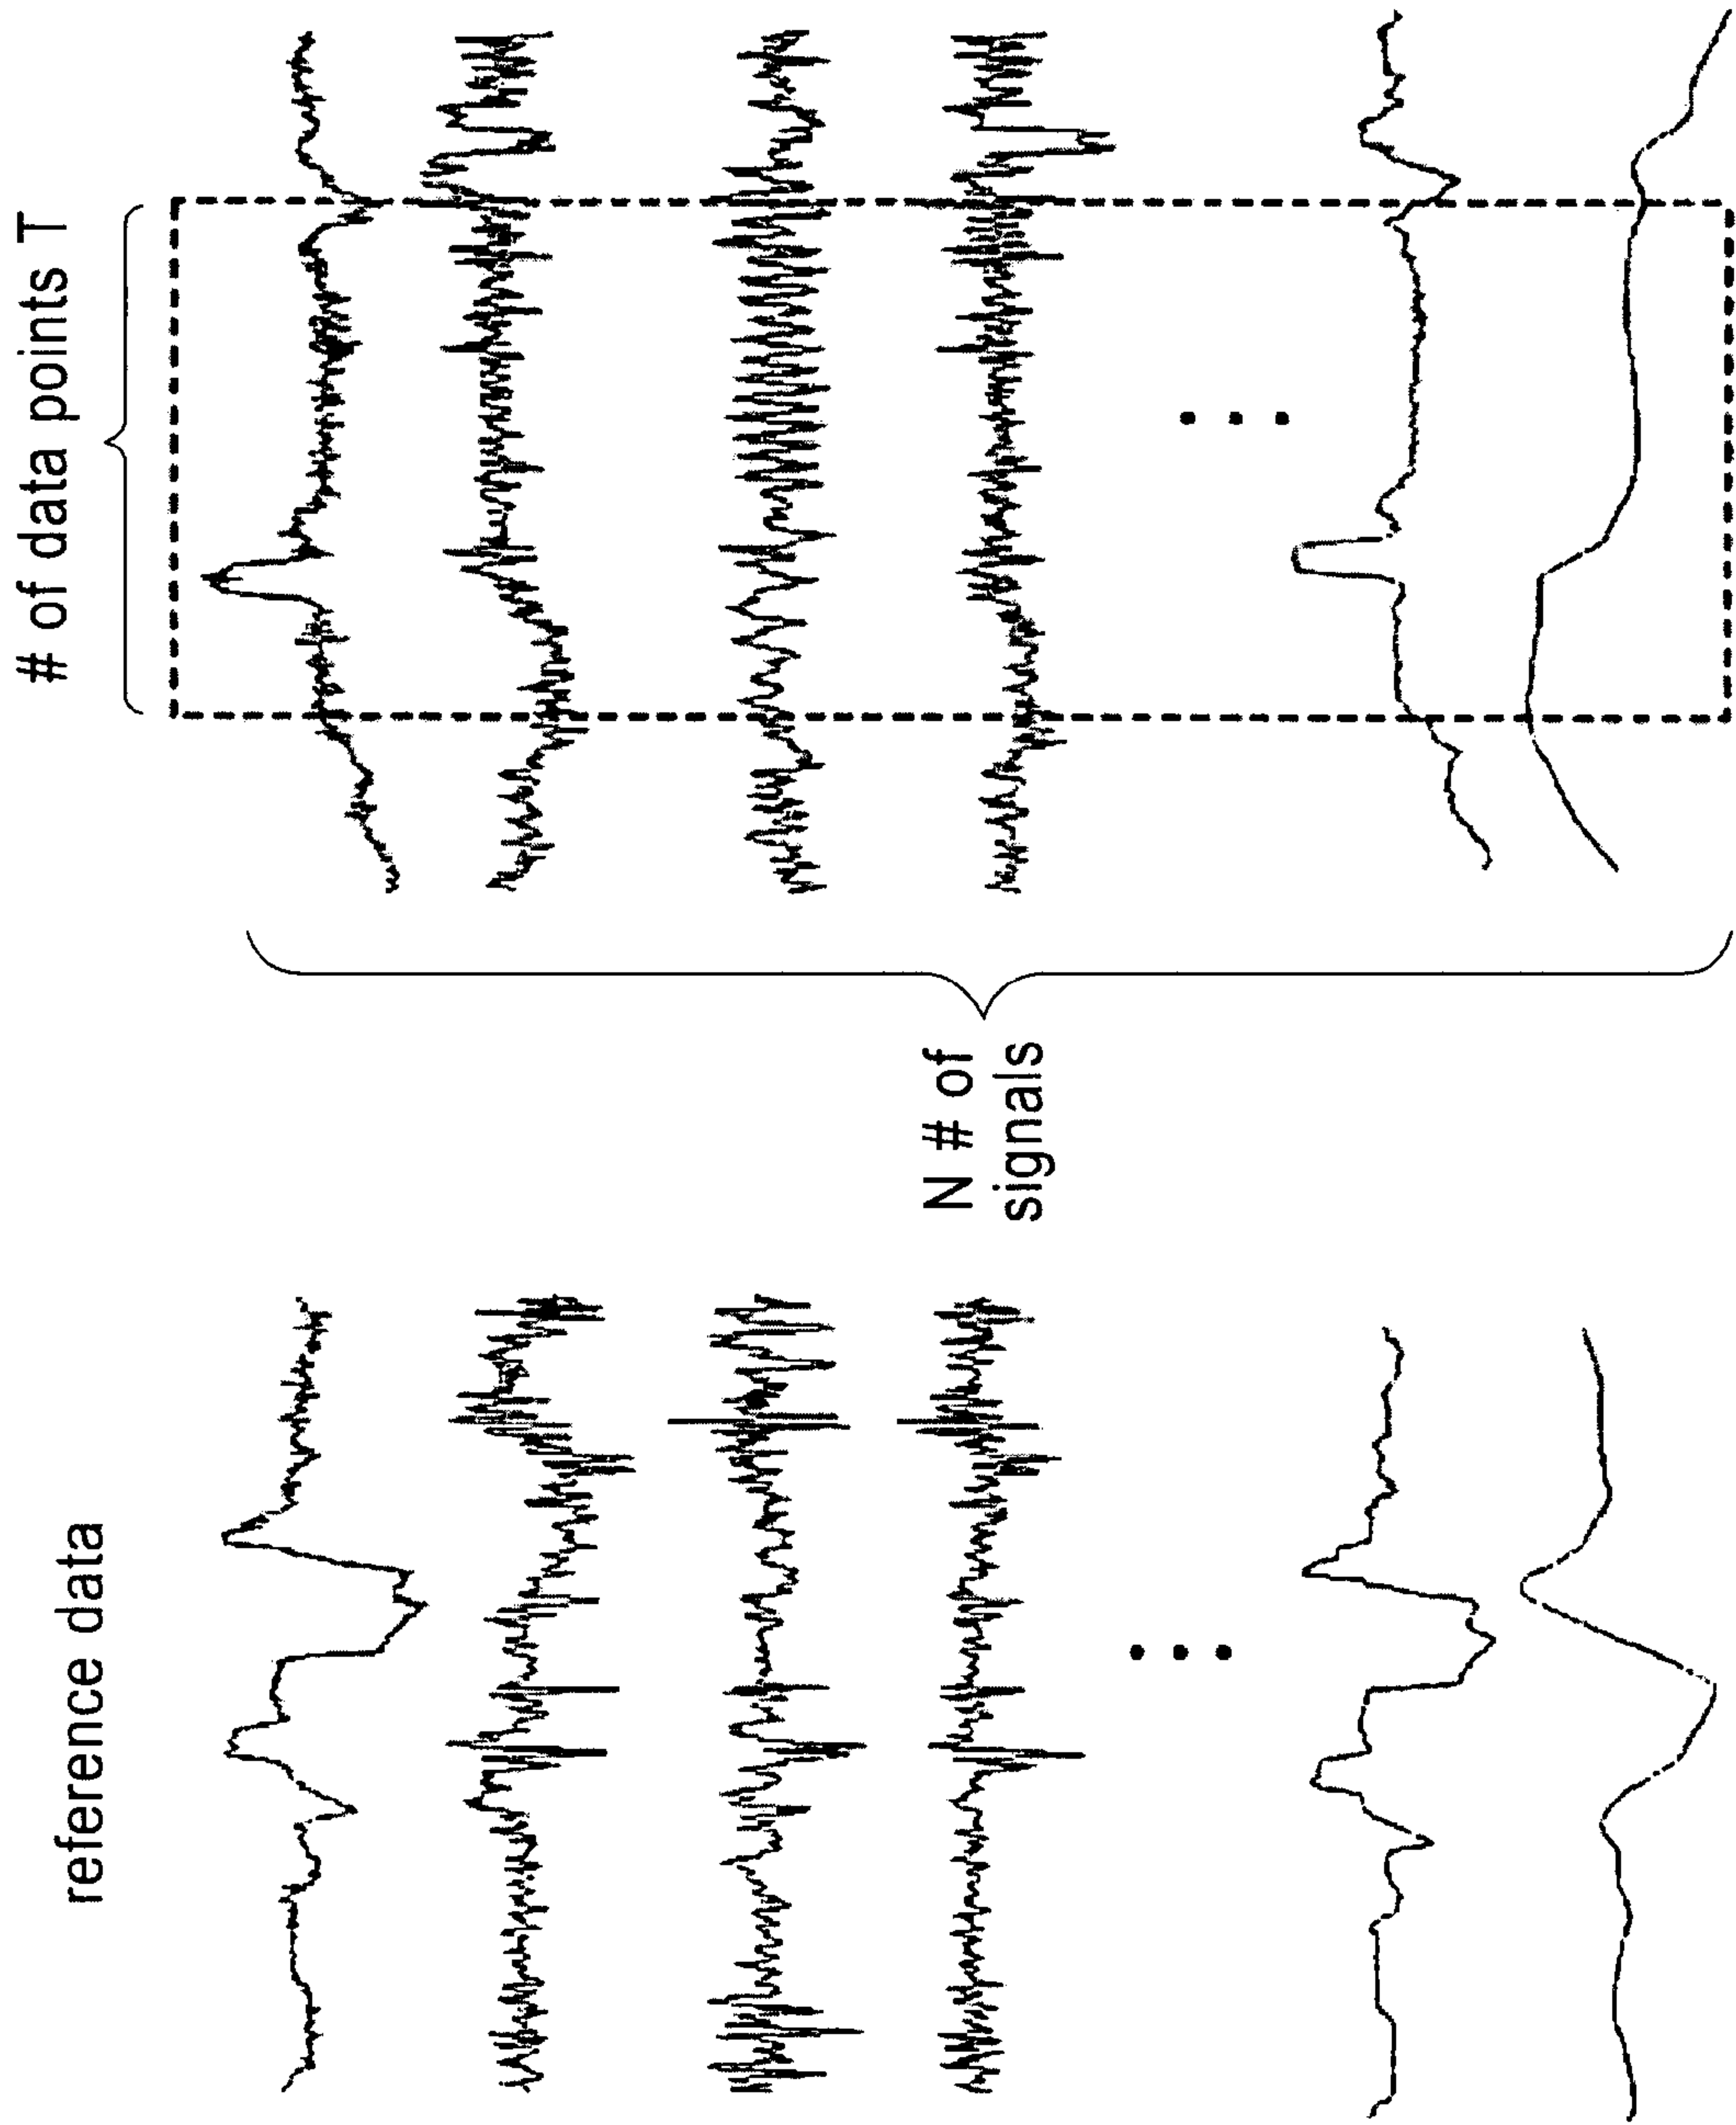 reference data
N # of
signals
# of data points T